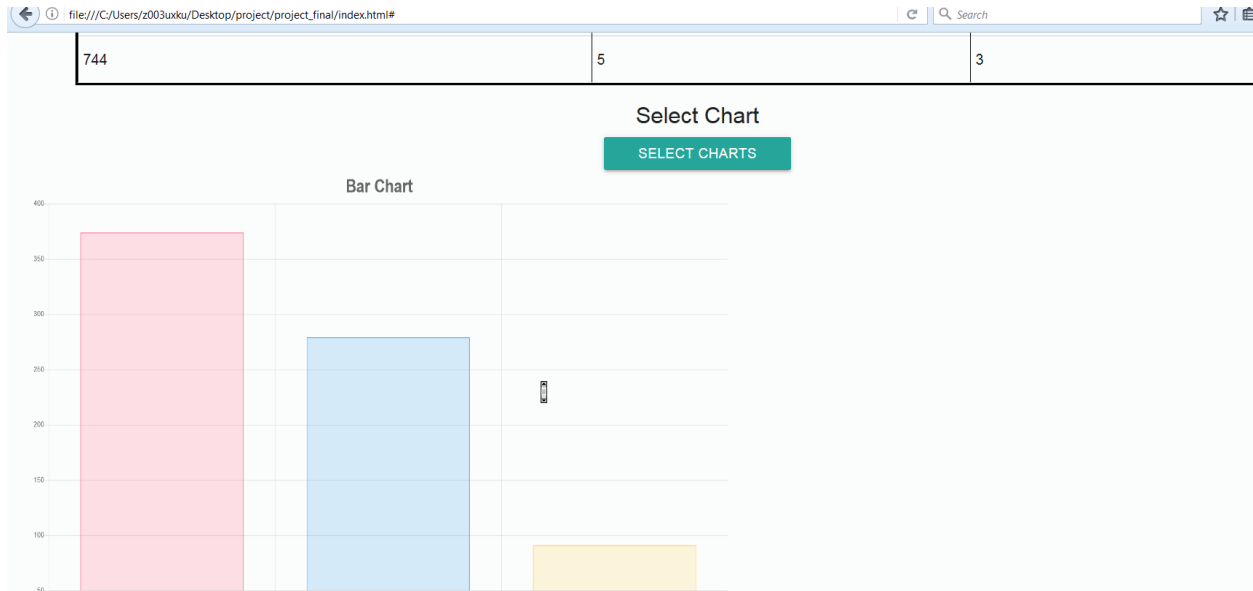 file:///C:/Users/z003uxku/Desktop/project/project_final/index.html#
Search
744 5 3
Select Chart
SELECT CHARTS
Bar Chart
400
350
300
250
200
150
100
50